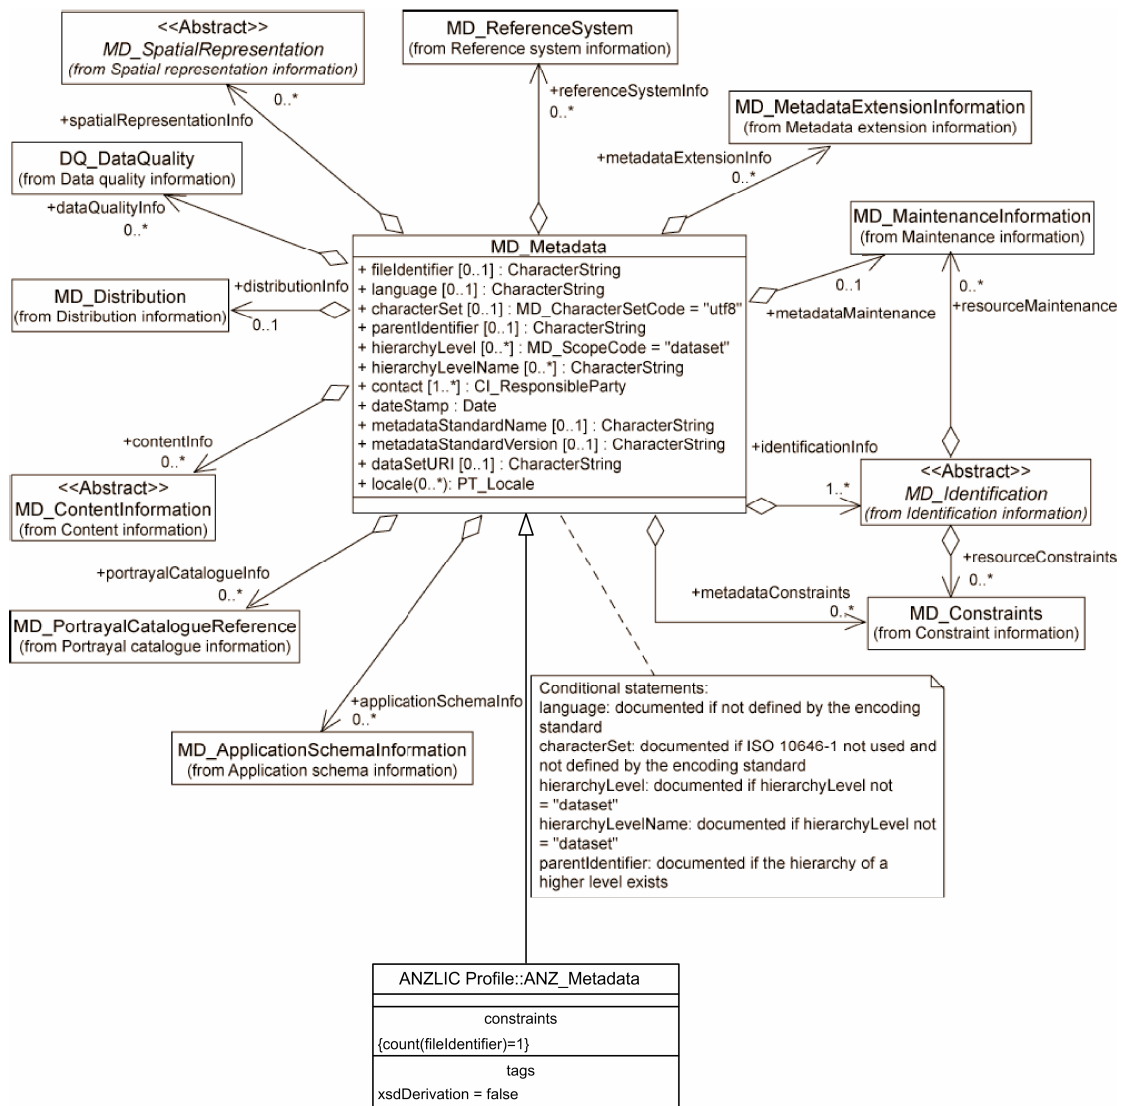 <<Abstract>>
MD_SpatialRepresentation
(from Spatial representation information)
0..*
+spatialRepresentationInfo
MD_ReferenceSystem
(from Reference system information)
+referenceSystemInfo
0..*
MD_MetadataExtensionInformation
(from Metadata extension information)
+metadataExtensionInfo
0..*
DQ_DataQuality
(from Data quality information)
+dataQualityInfo
0..*
MD_MaintenanceInformation
(from Maintenance information)
0..1
+metadataMaintenance
0..*
+resourceMaintenance
MD_Distribution
(from Distribution information)
+distributionInfo
0..1
MD_Metadata
+ fileIdentifier [0..1] : CharacterString
+ language [0..1] : CharacterString
+ characterSet [0..1] : MD_CharacterSetCode = "utf8"
+ parentIdentifier [0..1] : CharacterString
+ hierarchyLevel [0..*] : MD_ScopeCode = "dataset"
+ hierarchyLevelName [0..*] : CharacterString
+ contact [1..*] : CI_ResponsibleParty
+ dateStamp : Date
+ metadataStandardName [0..1] : CharacterString
+ metadataStandardVersion [0..1] : CharacterString
+ dataSetURI [0..1] : CharacterString
+ locale(0..*): PT_Locale
+contentInfo
0..*
<<Abstract>>
MD_ContentInformation
(from Content information)
+identificationInfo
1..*
<<Abstract>>
MD_Identification
(from Identification information)
+resourceConstraints
0..*
+portrayalCatalogueInfo
0..*
MD_PortrayalCatalogueReference
(from Portrayal catalogue information)
+metadataConstraints
0..*
MD_Constraints
(from Constraint information)
+applicationSchemaInfo
0..*
MD_ApplicationSchemaInformation
(from Application schema information)
Conditional statements:
language: documented if not defined by the encoding
standard
characterSet: documented if ISO 10646-1 not used and
not defined by the encoding standard
hierarchyLevel: documented if hierarchyLevel not
= "dataset"
hierarchyLevelName: documented if hierarchyLevel not
= "dataset"
parentIdentifier: documented if the hierarchy of a
higher level exists
ANZLIC Profile::ANZ_Metadata
constraints
{count(fileIdentifier)=1}
tags
xsdDerivation = false